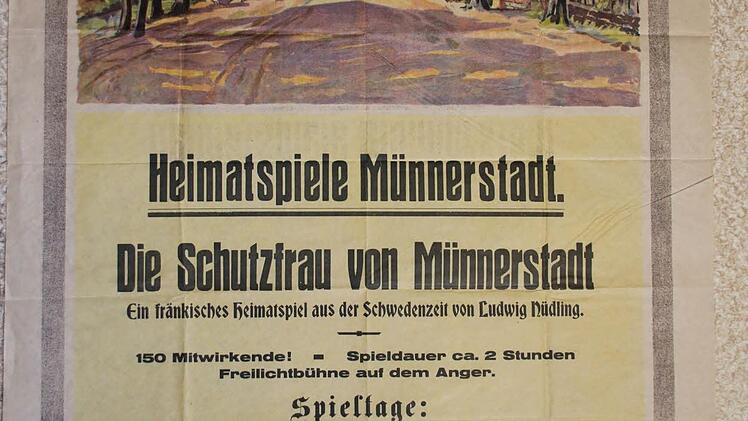 Heimatspiele Münnerstadt.
Die Schutzfrau von Münnerstadt
Ein fränkisches Heimatspiel aus der Schwedenzeit von Ludwig Nüdling.
150 Mitwirkende! = Spieldauer ca. 2 Stunden
Freilichtbühne auf dem Anger.
Spieltage: